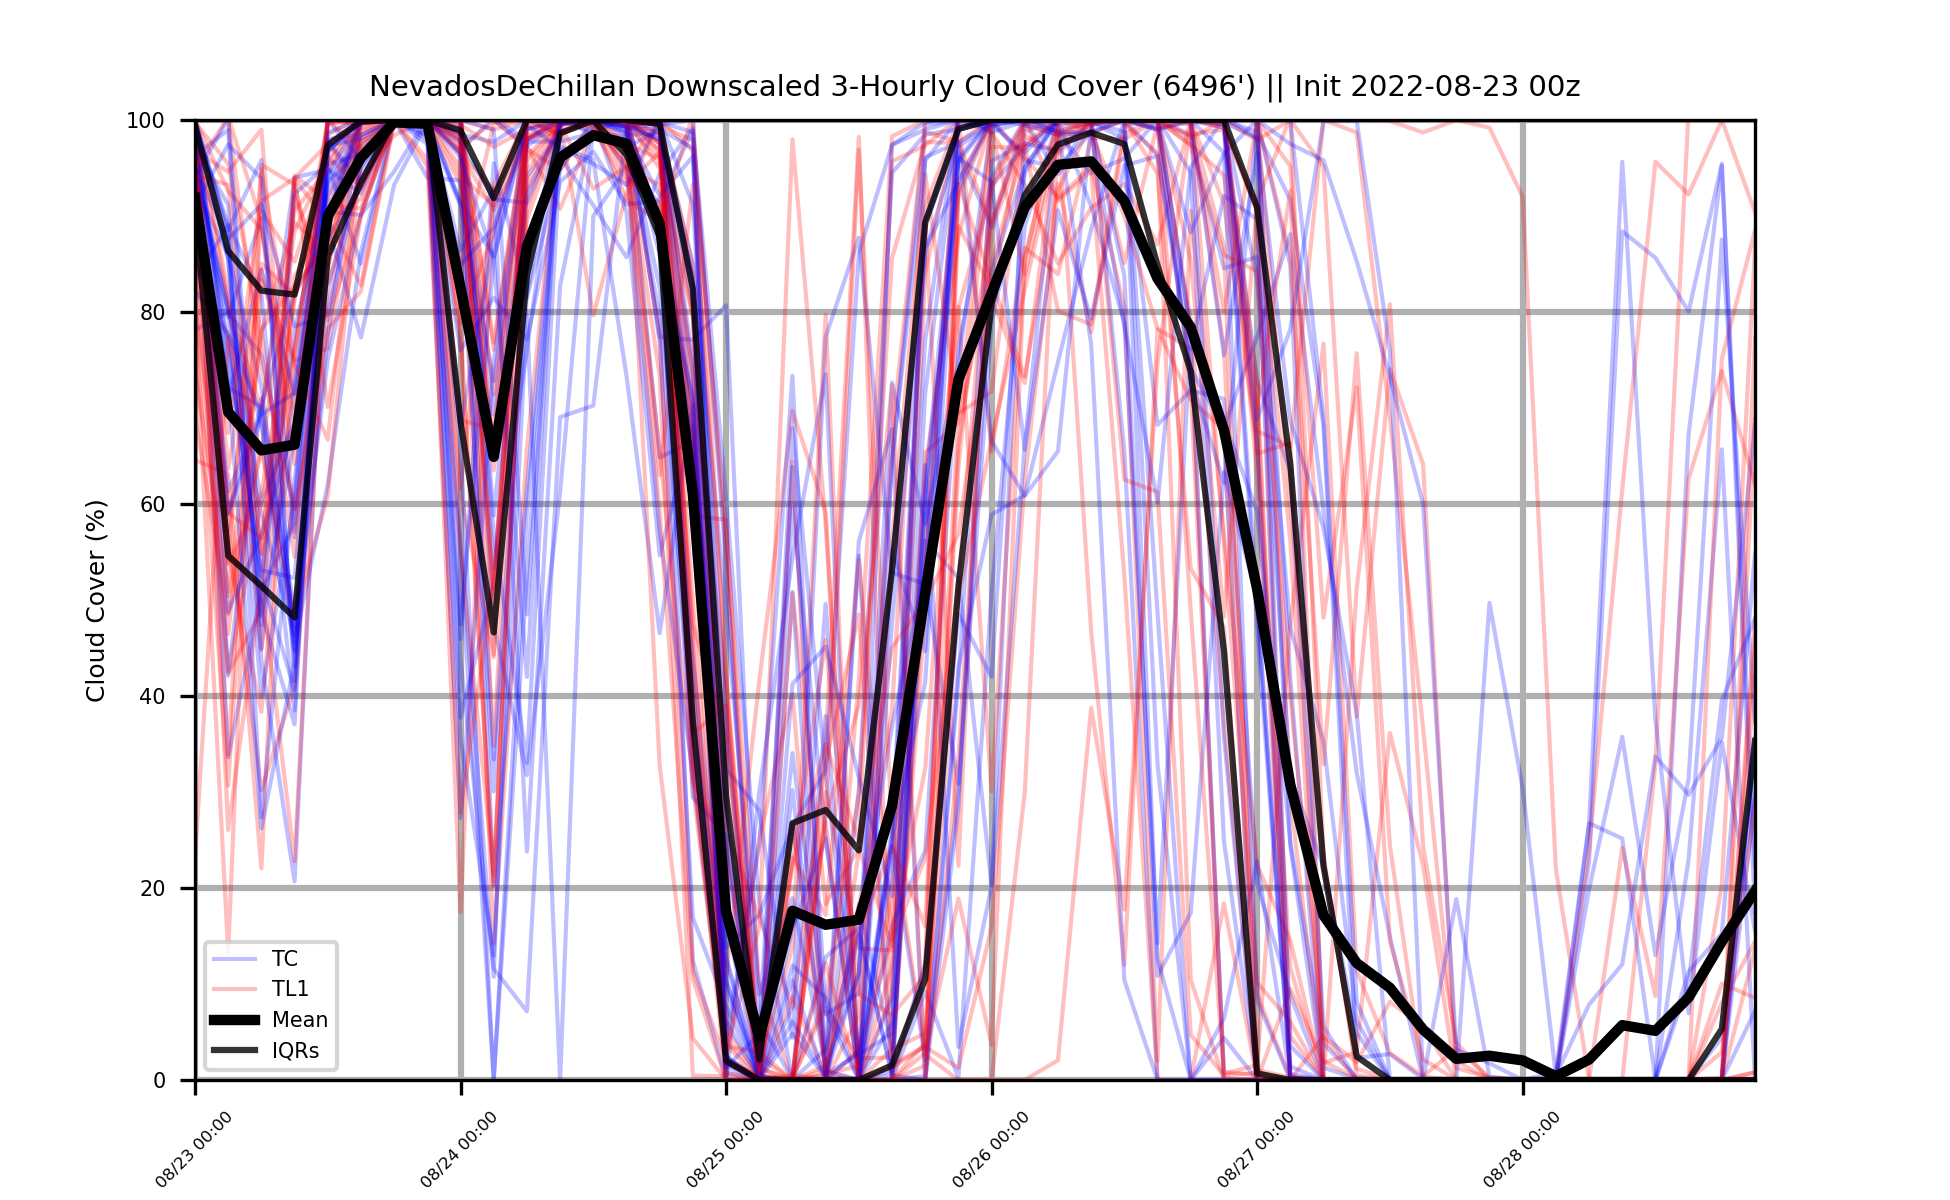 NevadosDeChillan Downscaled 3-Hourly Cloud Cover (6496') || Init 2022-08-23 00z
Cloud Cover (%)
100
80
60
40
20
0
TC
TL1
Mean
IQRs
08/23 00:00
08/24 00:00
08/25 00:00
08/26 00:00
08/27 00:00
08/28 00:00